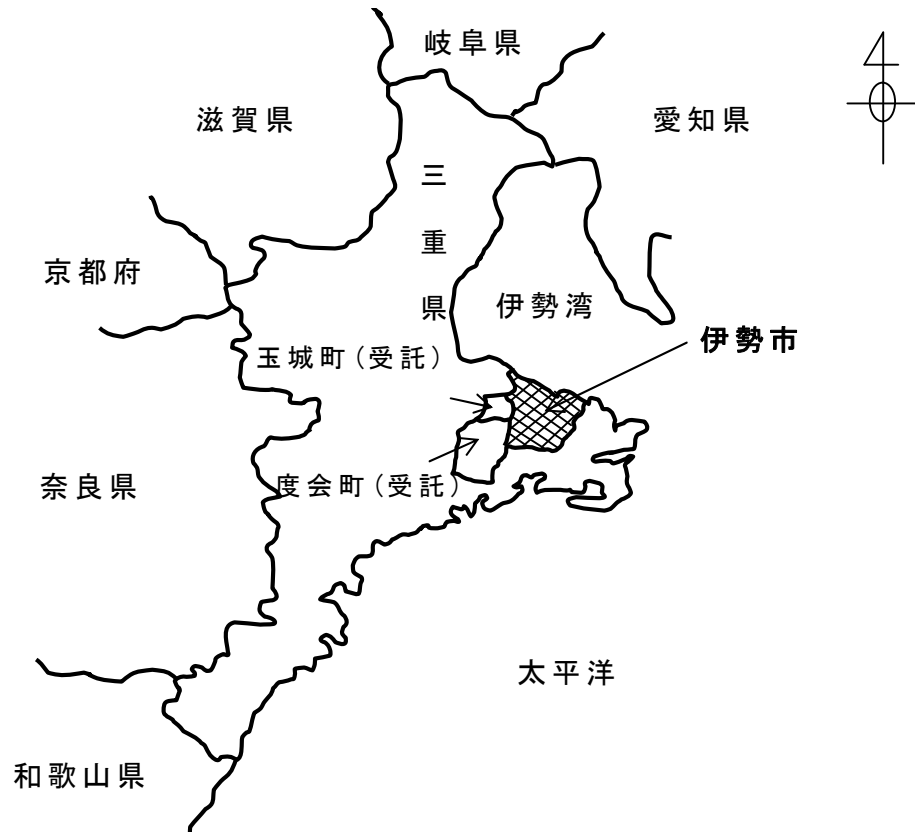 岐阜県
滋賀県
愛知県
三重県
京都府
伊勢湾
伊勢市
玉城町(受託)
奈良県
度会町(受託)
太平洋
和歌山県